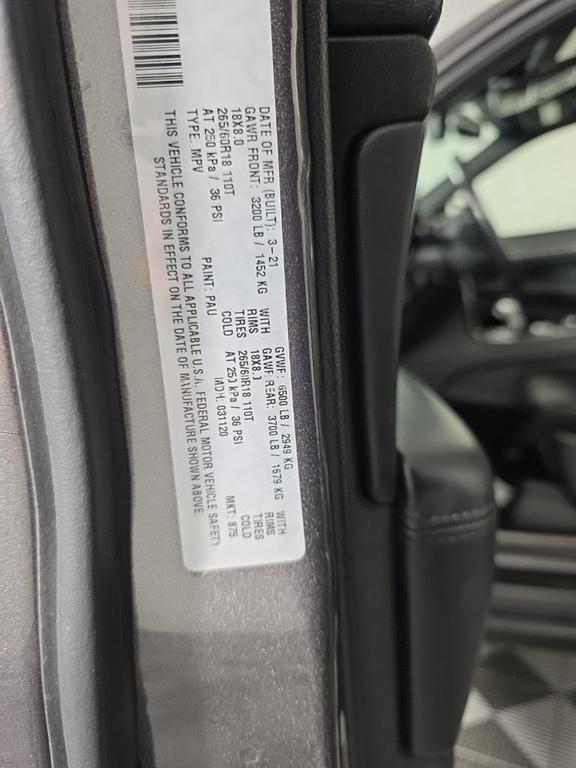 DATE OF MFR (BUILT): 3-21 GVWR: 6500 LB / 2949 KG
GAWR FRONT: 3200 LB / 1452 KG WITH GAWR REAR: 3700 LB / 1679 KG WITH
18X8.0 RIMS 18X8.0 RIMS
265/60R18 110T TIRES 265/60R18 110T TIRES
AT 250 kPa / 36 PSI COLD AT 250 kPa / 36 PSI COLD
TYPE: MPV PAINT: PAU MDH: 031120 MKT: 875
THIS VEHICLE CONFORMS TO ALL APPLICABLE U.S.A. FEDERAL MOTOR VEHICLE SAFETY
STANDARDS IN EFFECT ON THE DATE OF MANUFACTURE SHOWN ABOVE.